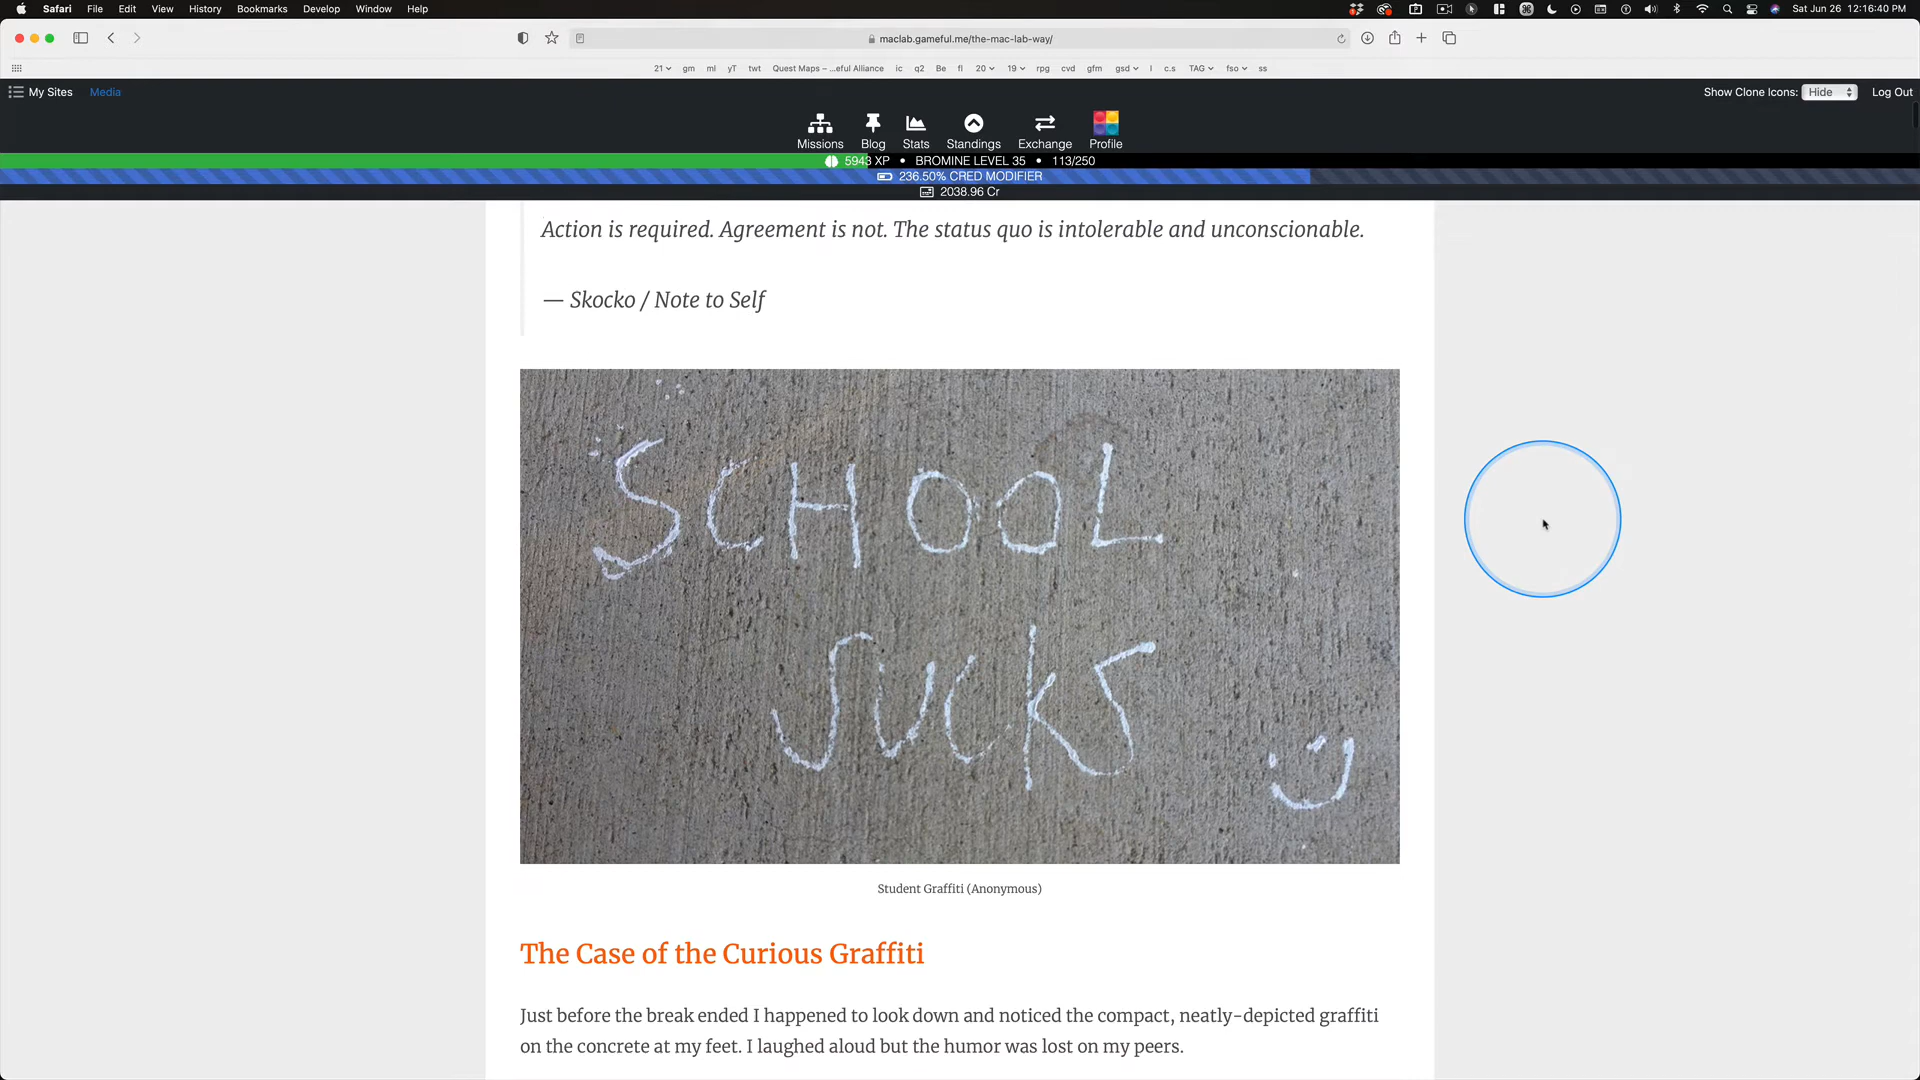 Safari File Edit View History Bookmarks Develop Window Help Sat Jun 26 12:16:40 PM
maclab.gameful.me/the-mac-lab-way/
21 gm ml yT twt Quest Maps – ...eful Alliance ic q2 Be fl 20 19 rpg cvd gfm gsd l c.s TAG fso ss
My Sites Media Show Clone Icons: Hide Log Out
Missions Blog Stats Standings Exchange Profile
5943 XP • BROMINE LEVEL 35 • 113/250
236.50% CRED MODIFIER
2038.96 Cr
Action is required. Agreement is not. The status quo is intolerable and unconscionable.
— Skocko / Note to Self
SCHOOL
SUCKS
Student Graffiti (Anonymous)
The Case of the Curious Graffiti
Just before the break ended I happened to look down and noticed the compact, neatly-depicted graffiti
on the concrete at my feet. I laughed aloud but the humor was lost on my peers.